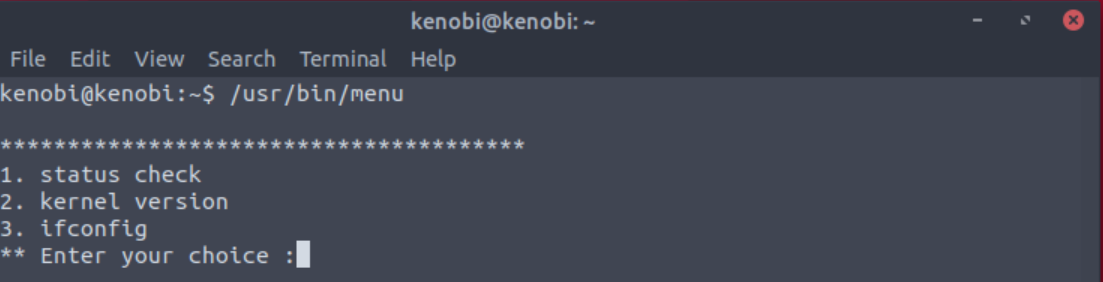 kenobi@kenobi: ~
File Edit View Search Terminal Help
kenobi@kenobi:~$ /usr/bin/menu
***************************************
1. status check
2. kernel version
3. ifconfig
** Enter your choice :